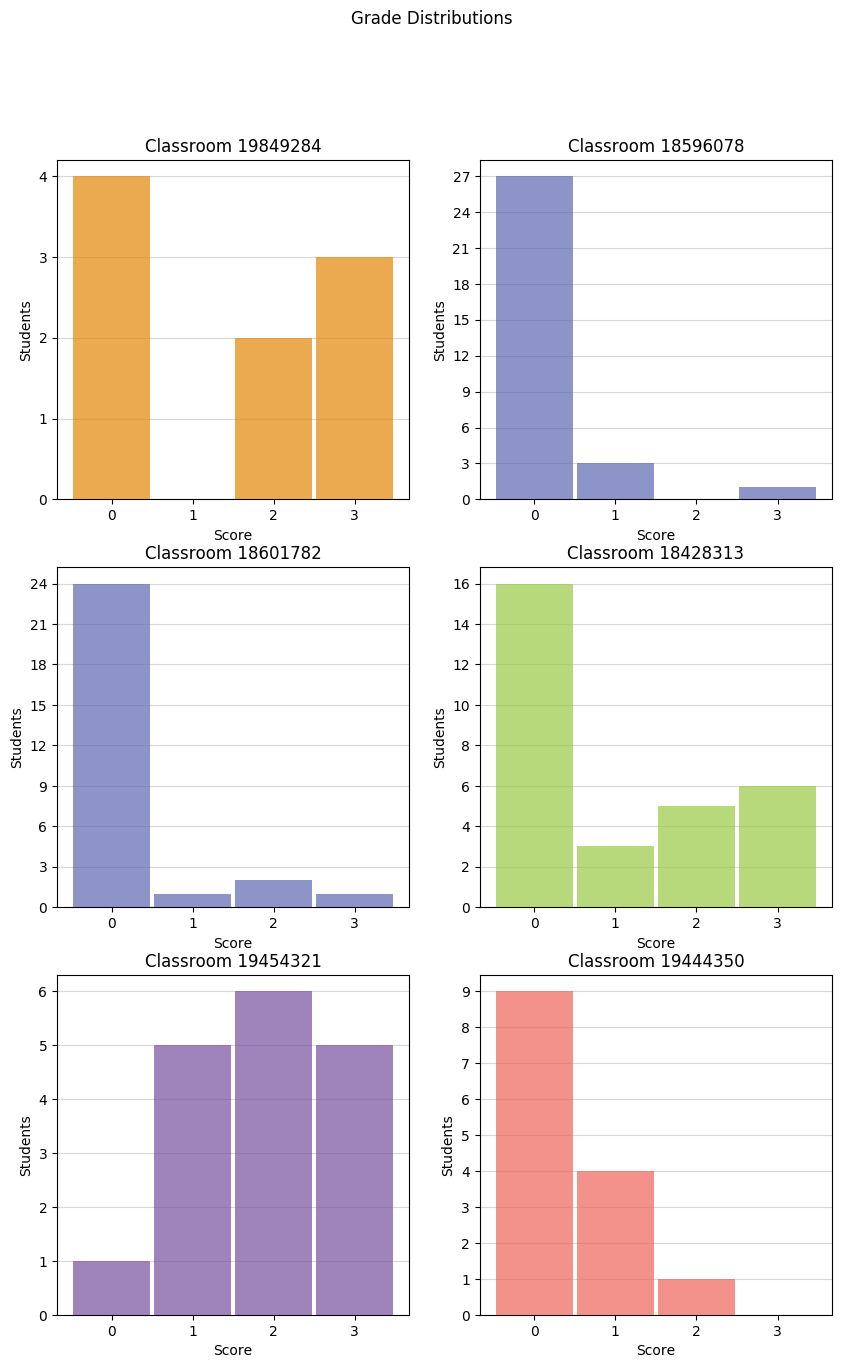 Grade Distributions
Classroom 19849284
4
3
2
1
0
Students
0 1 2 3
Score
Classroom 18596078
27
24
21
18
15
12
9
6
3
0
Students
0 1 2 3
Score
Classroom 18601782
24
21
18
15
12
9
6
3
0
Students
0 1 2 3
Score
Classroom 18428313
16
14
12
10
8
6
4
2
0
Students
0 1 2 3
Score
Classroom 19454321
6
5
4
3
2
1
0
Students
0 1 2 3
Score
Classroom 19444350
9
8
7
6
5
4
3
2
1
0
Students
0 1 2 3
Score